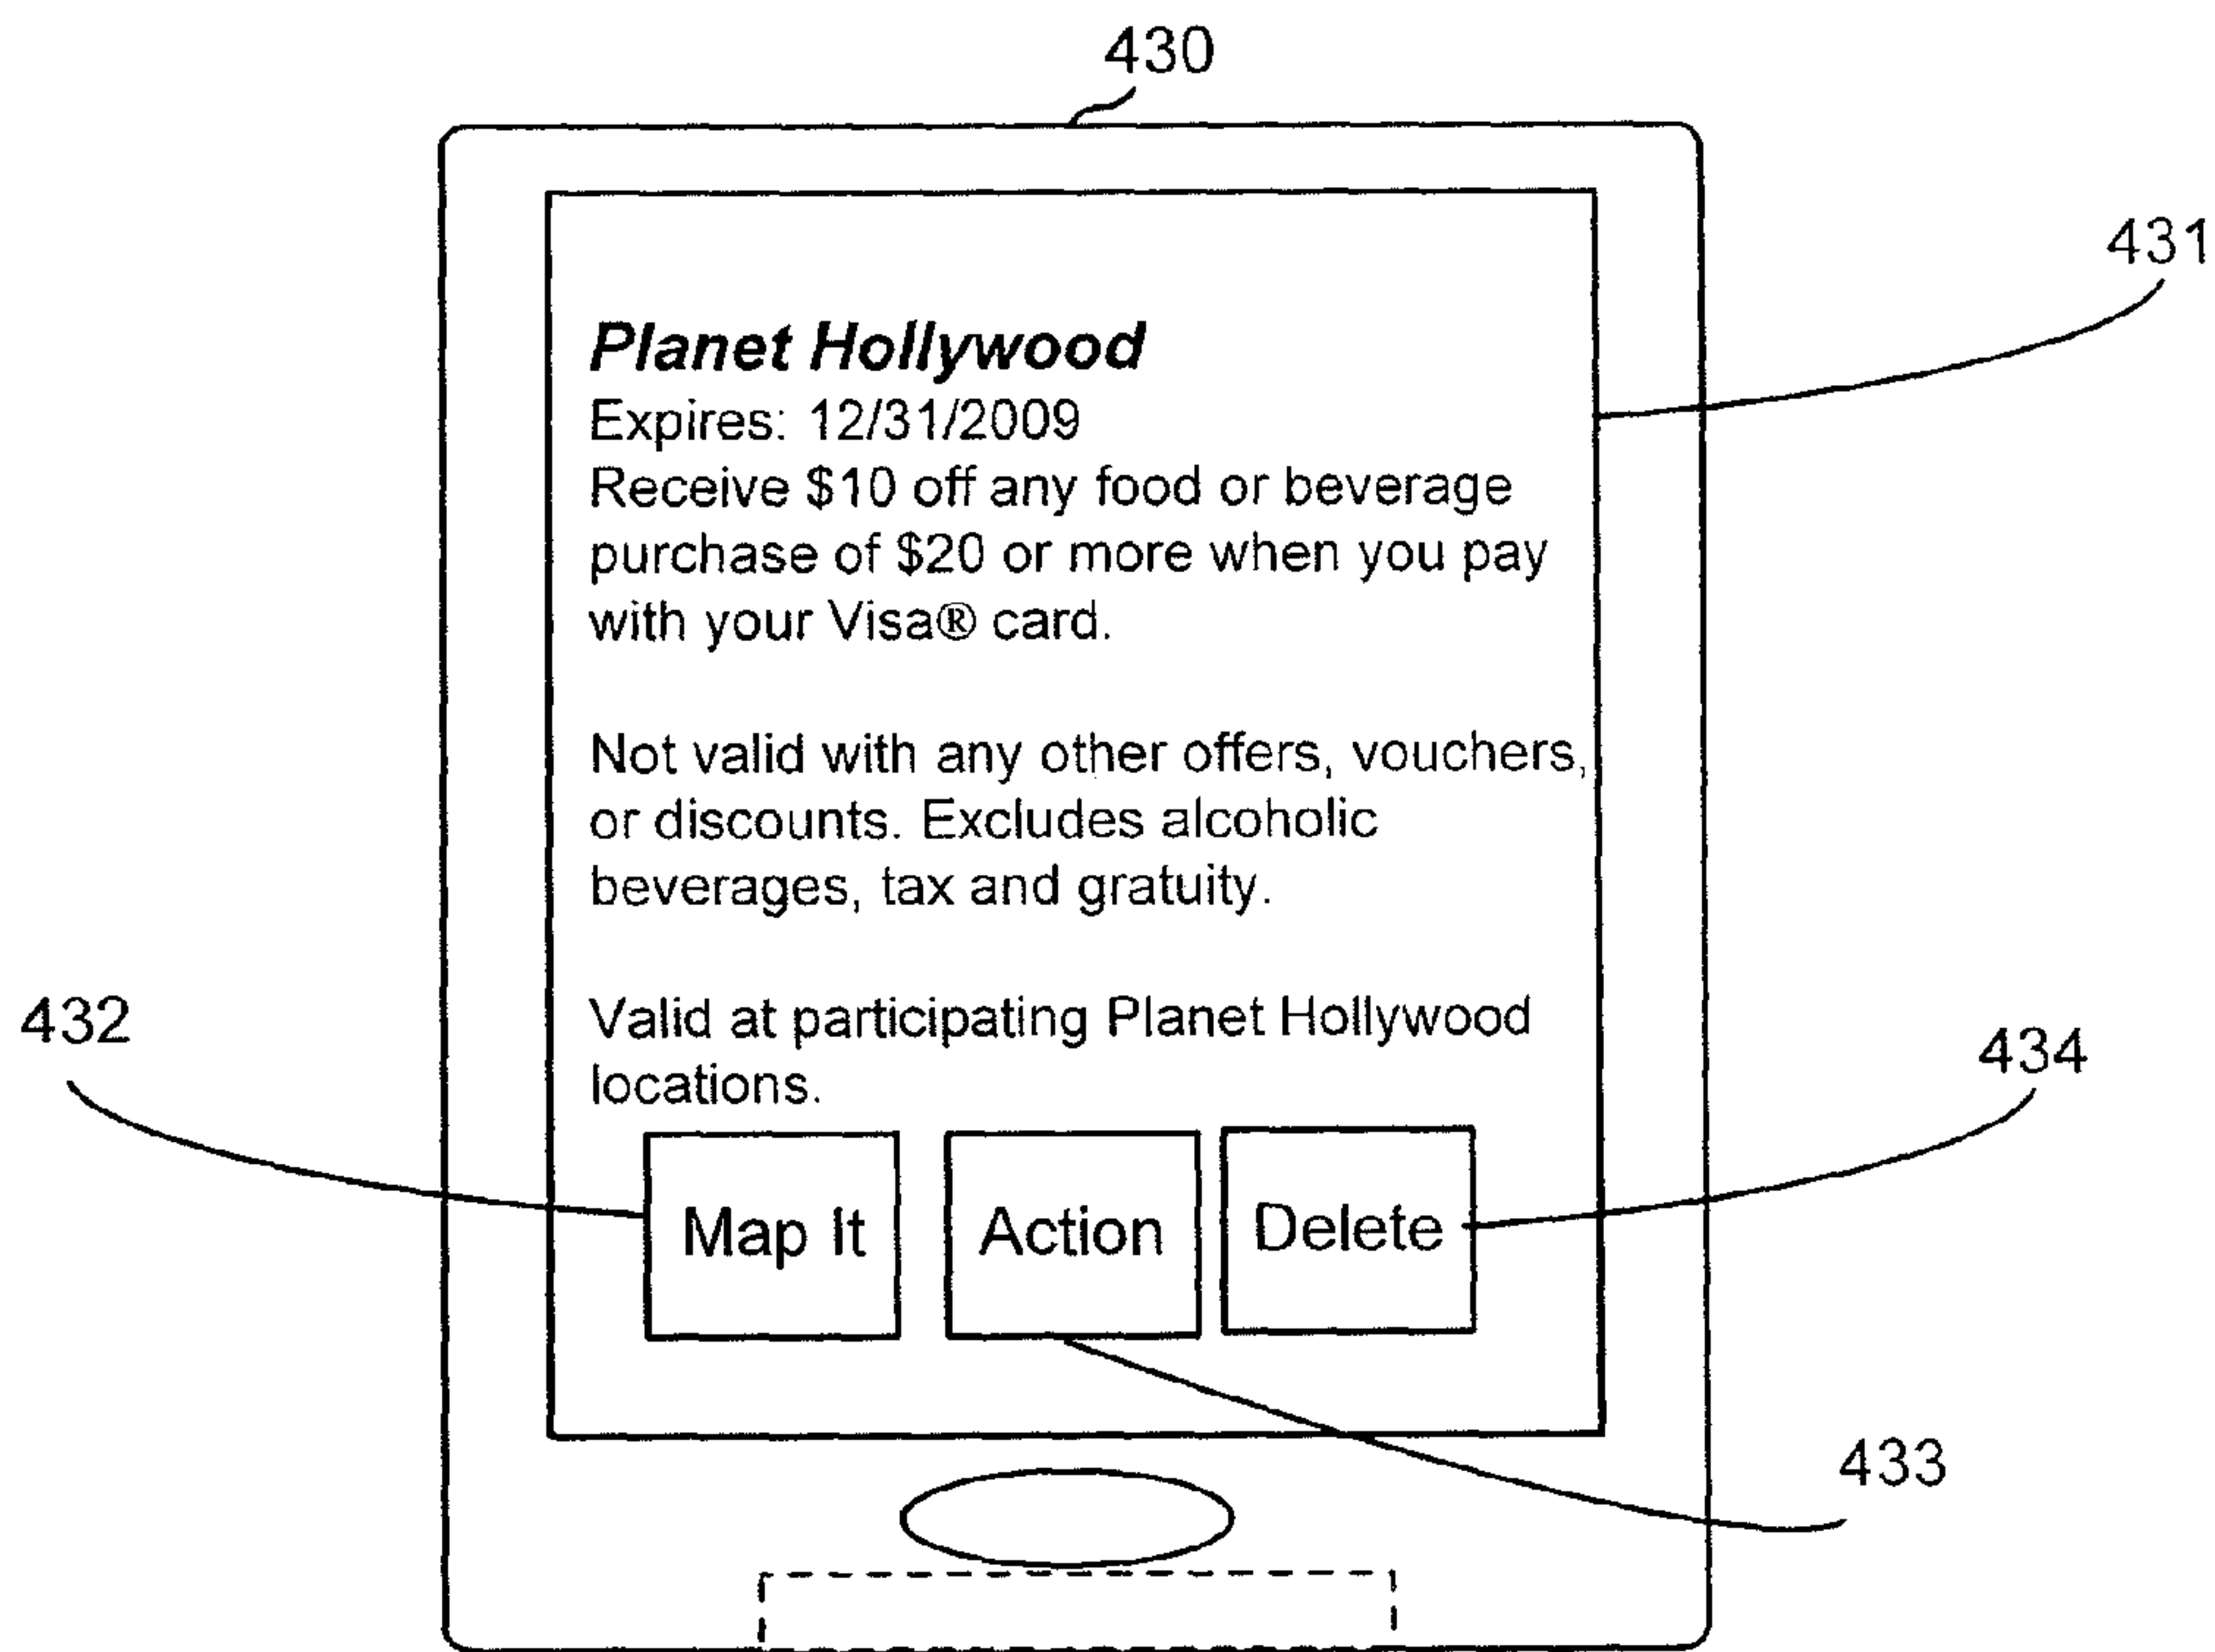 430
431
Planet Hollywood
Expires: 12/31/2009
Receive $10 off any food or beverage
purchase of $20 or more when you pay
with your Visa® card.
Not valid with any other offers, vouchers,
or discounts. Excludes alcoholic
beverages, tax and gratuity.
Valid at participating Planet Hollywood
locations.
432
434
Map It
Action
Delete
433